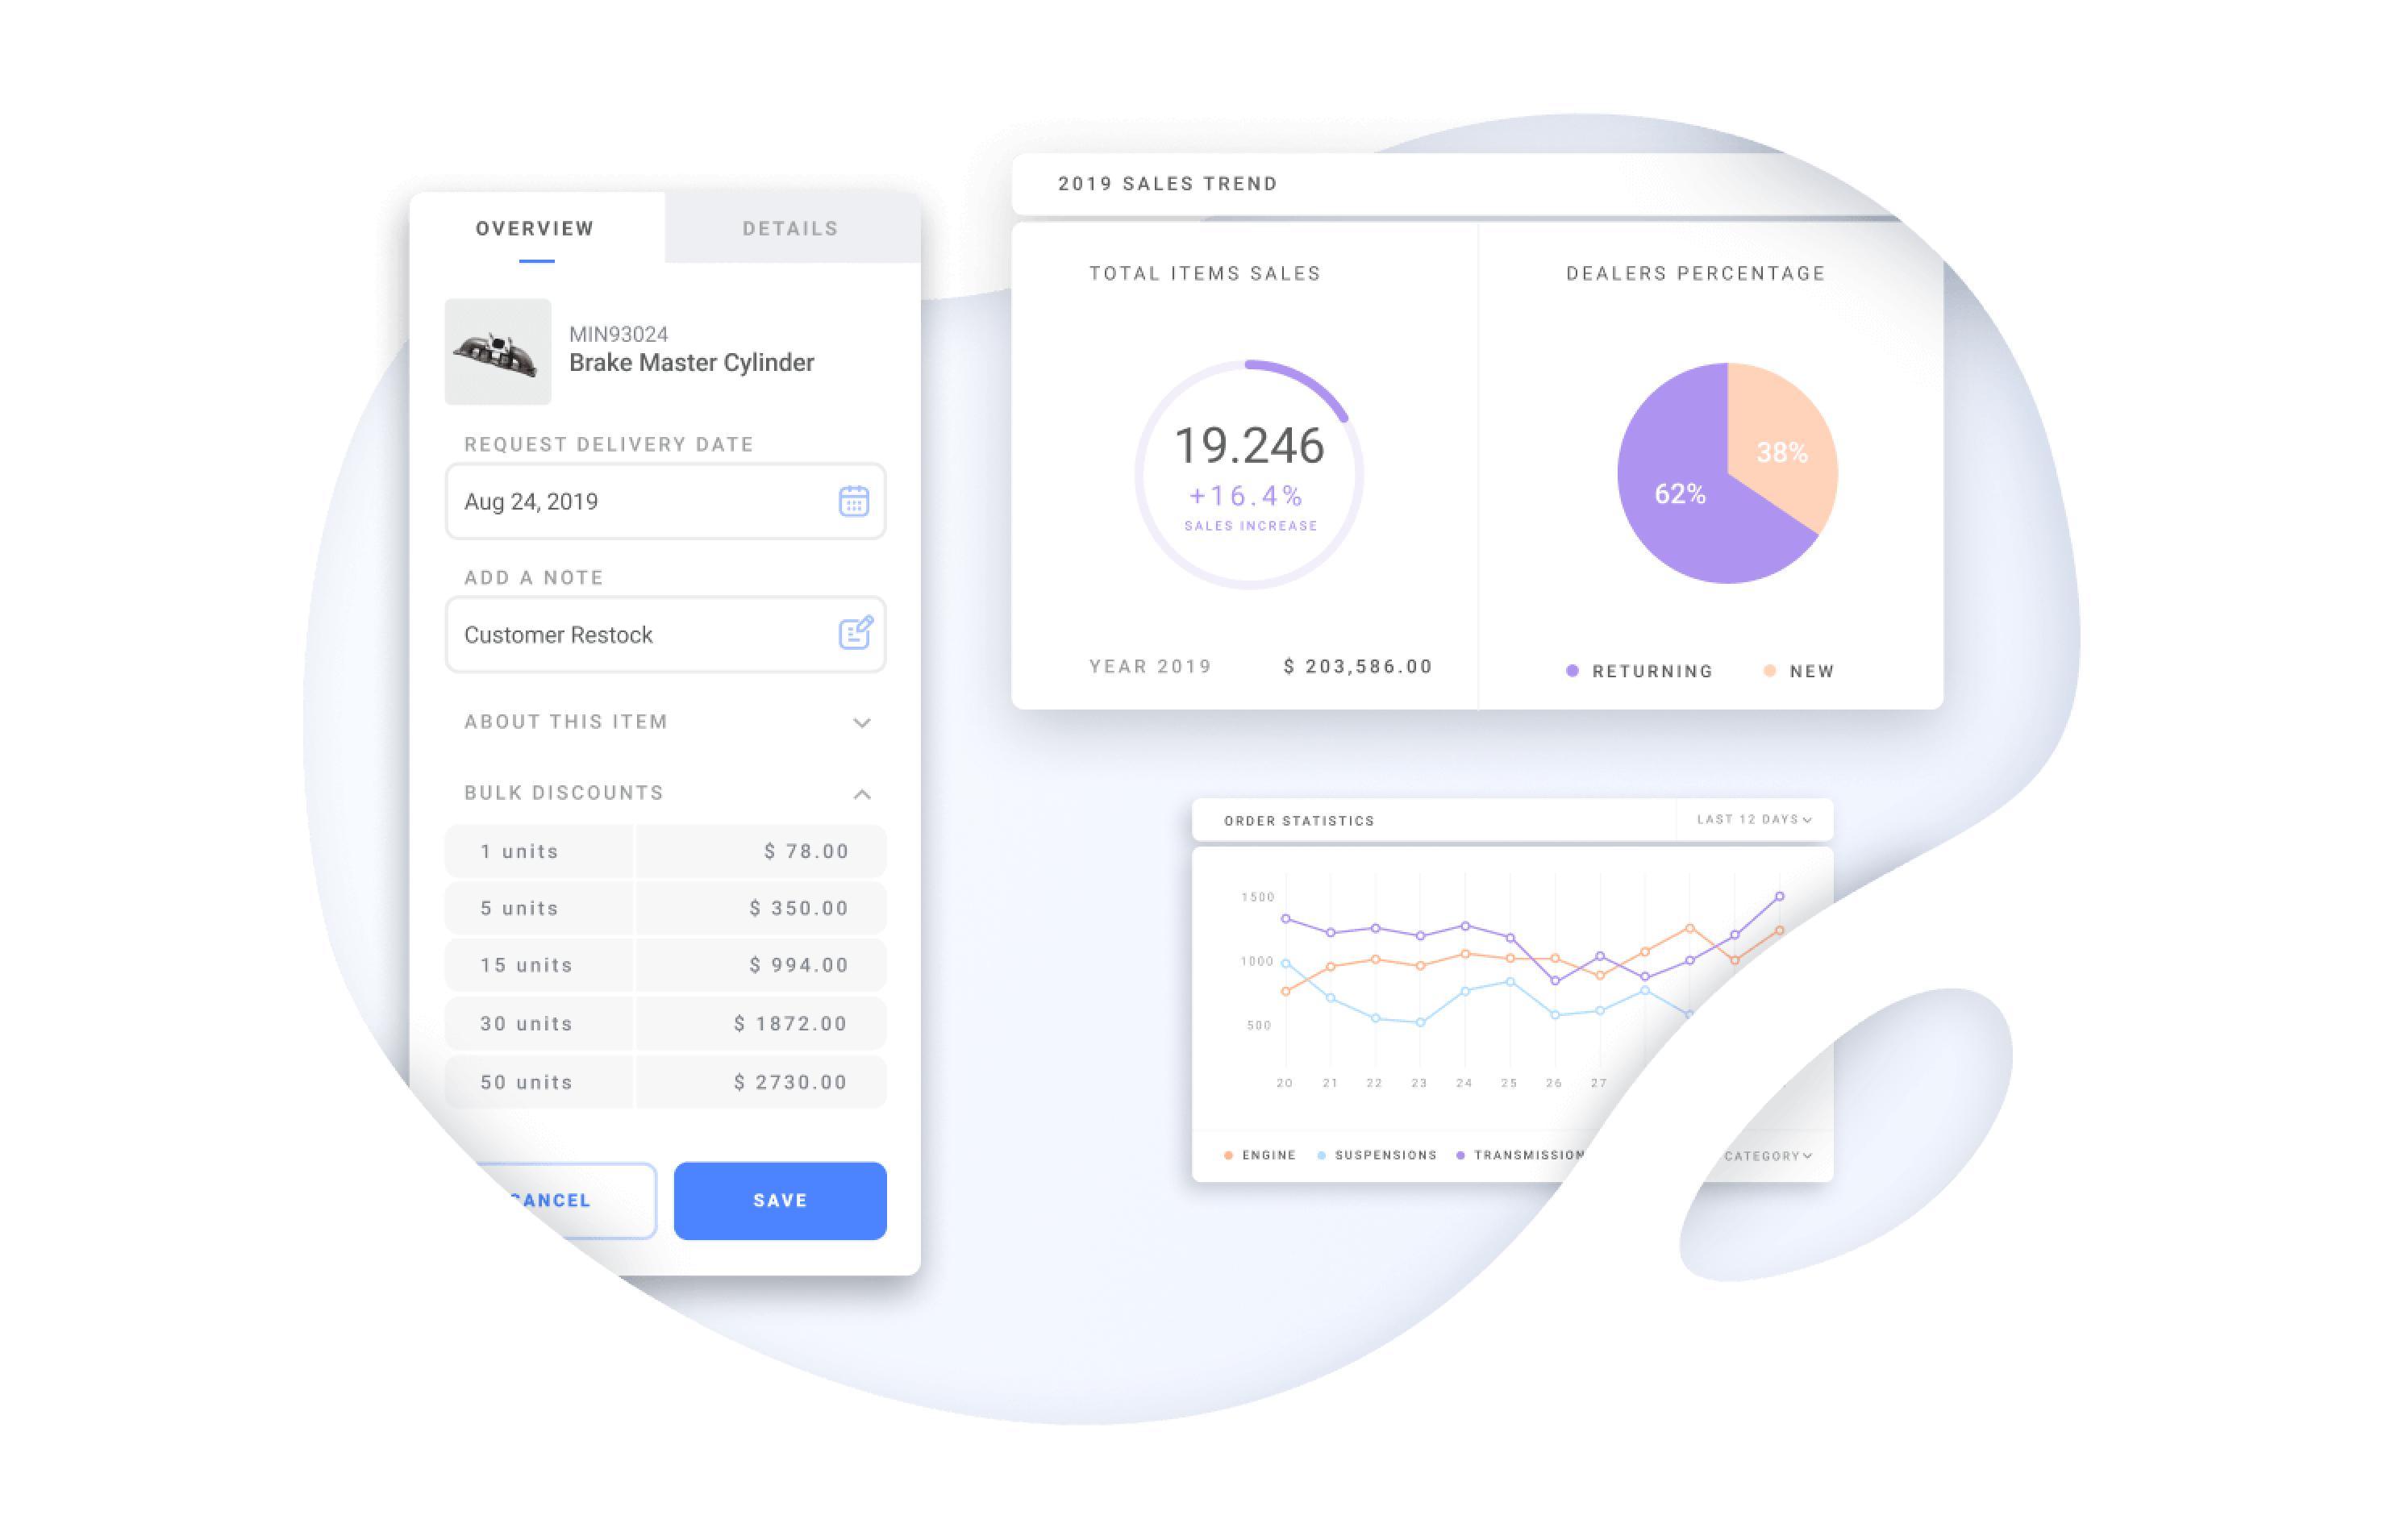 OVERVIEW DETAILS
MIN93024
Brake Master Cylinder
REQUEST DELIVERY DATE
Aug 24, 2019
ADD A NOTE
Customer Restock
ABOUT THIS ITEM
BULK DISCOUNTS
1 units $ 78.00
5 units $ 350.00
15 units $ 994.00
30 units $ 1872.00
50 units $ 2730.00
CANCEL SAVE
2019 SALES TREND
TOTAL ITEMS SALES
19.246
+16.4%
SALES INCREASE
YEAR 2019 $ 203,586.00
DEALERS PERCENTAGE
38%
62%
RETURNING NEW
ORDER STATISTICS LAST 12 DAYS
1500
1000
500
20 21 22 23 24 25 26 27
ENGINE SUSPENSIONS TRANSMISSION CATEGORY